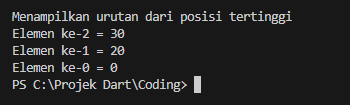 Menampilkan urutan dari posisi tertinggi
Elemen ke-2 = 30
Elemen ke-1 = 20
Elemen ke-0 = 0
PS C:\Projek Dart\Coding>